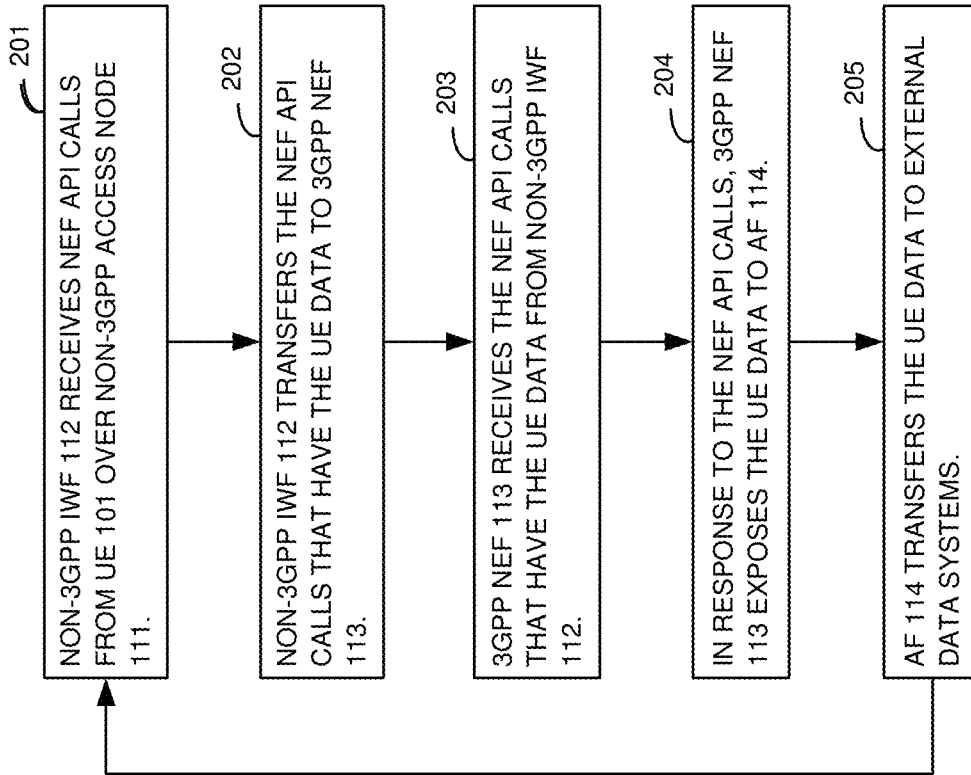 201
NON-3GPP IWF 112 RECEIVES NEF API CALLS
FROM UE 101 OVER NON-3GPP ACCESS NODE
111.
202
NON-3GPP IWF 112 TRANSFERS THE NEF API
CALLS THAT HAVE THE UE DATA TO 3GPP NEF
113.
203
3GPP NEF 113 RECEIVES THE NEF API CALLS
THAT HAVE THE UE DATA FROM NON-3GPP IWF
112.
204
IN RESPONSE TO THE NEF API CALLS, 3GPP NEF
113 EXPOSES THE UE DATA TO AF 114.
205
AF 114 TRANSFERS THE UE DATA TO EXTERNAL
DATA SYSTEMS.